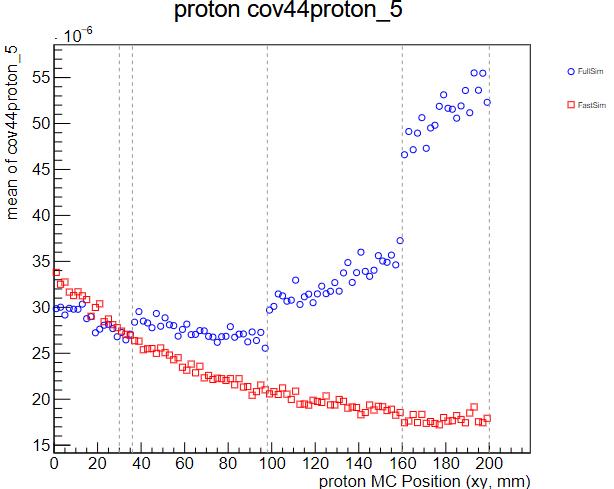 proton cov44proton_5
· 10⁻⁶
mean of cov44proton_5
55
50
45
40
35
30
25
20
15
0 20 40 60 80 100 120 140 160 180 200
proton MC Position (xy, mm)
FullSim
FastSim